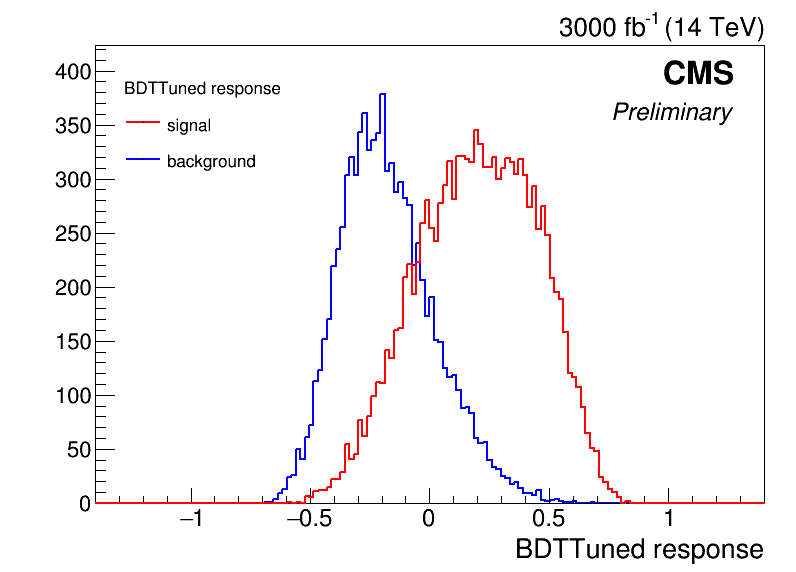 3000 fb-1 (14 TeV)
CMS
Preliminary
BDTTuned response
signal
background
400
350
300
250
200
150
100
50
0
−1
−0.5
0
0.5
1
BDTTuned response